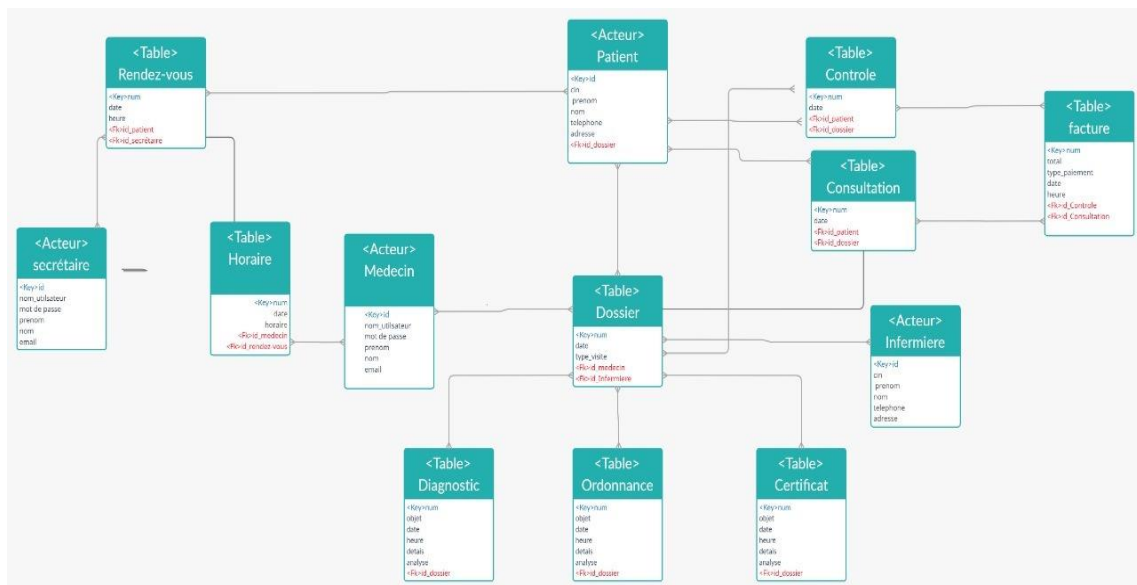 <Table>
Rendez-vous
<Key>num
date
heure
<Fk>id_patient
<Fk>id_secrétaire
<Acteur>
Patient
<Key>id
cin
prenom
nom
telephone
adresse
<Fk>id_dossier
<Table>
Controle
<Key>num
date
<Fk>id_patient
<Fk>id_dossier
<Table>
facture
<Key>num
total
type_paiement
date
heure
<Fk>id_Controle
<Fk>id_Consultation
<Table>
Consultation
<Key>num
date
<Fk>id_patient
<Fk>id_dossier
<Acteur>
secrétaire
<Key>id
nom_utilsateur
mot de passe
prenom
nom
email
<Table>
Horaire
<Key>num
date
horaire
<Fk>id_medecin
<Fk>id_rendez-vous
<Acteur>
Medecin
<Key>id
nom_utlisateur
mot de passe
prenom
nom
email
<Table>
Dossier
<Key>num
date
type_visite
<Fk>id_medecin
<Fk>id_Infermiere
<Acteur>
Infermiere
<Key>id
cin
prenom
nom
telephone
adresse
<Table>
Diagnostic
<Key>num
objet
date
heure
detais
analyse
<Fk>id_dossier
<Table>
Ordonnance
<Key>num
objet
date
heure
detais
analyse
<Fk>id_dossier
<Table>
Certificat
<Key>num
objet
date
heure
detais
analyse
<Fk>id_dossier